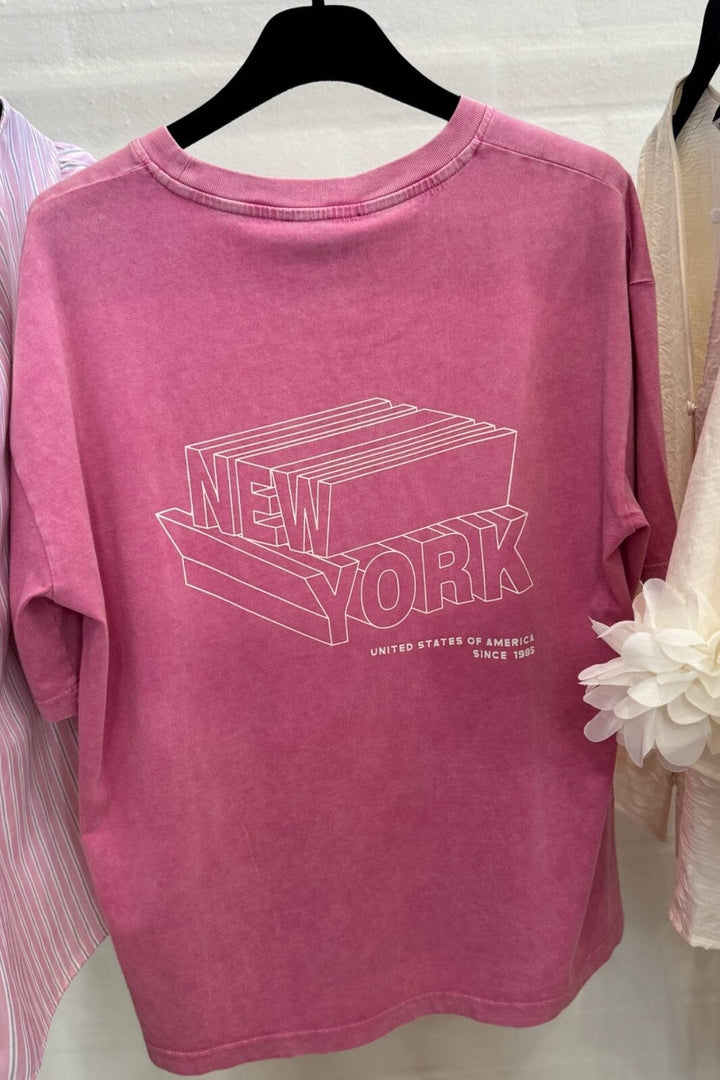 NEW
YORK
UNITED STATES OF AMERICA
SINCE 1985